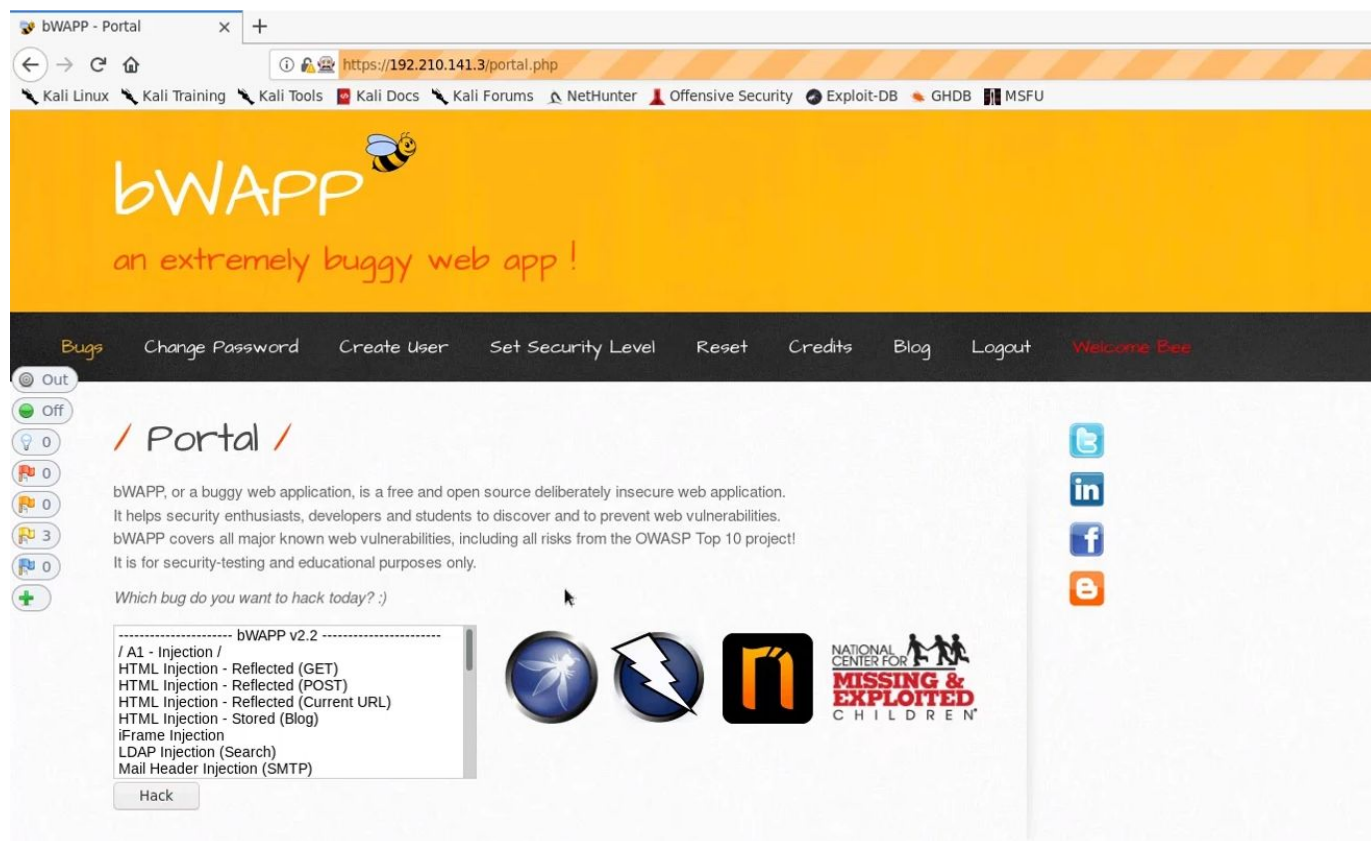 bWAPP - Portal
https://192.210.141.3/portal.php
Kali Linux Kali Training Kali Tools Kali Docs Kali Forums NetHunter Offensive Security Exploit-DB GHDB MSFU
bWAPP
an extremely buggy web app !
Bugs Change Password Create User Set Security Level Reset Credits Blog Logout Welcome Bee
Out
Off
0
0
0
3
0
/ Portal /
bWAPP, or a buggy web application, is a free and open source deliberately insecure web application.
It helps security enthusiasts, developers and students to discover and to prevent web vulnerabilities.
bWAPP covers all major known web vulnerabilities, including all risks from the OWASP Top 10 project!
It is for security-testing and educational purposes only.
Which bug do you want to hack today? :)
---------------------- bWAPP v2.2 -----------------------
/ A1 - Injection /
HTML Injection - Reflected (GET)
HTML Injection - Reflected (POST)
HTML Injection - Reflected (Current URL)
HTML Injection - Stored (Blog)
iFrame Injection
LDAP Injection (Search)
Mail Header Injection (SMTP)
Hack
n
NATIONAL
CENTER FOR
MISSING &
EXPLOITED
CHILDREN
in
f